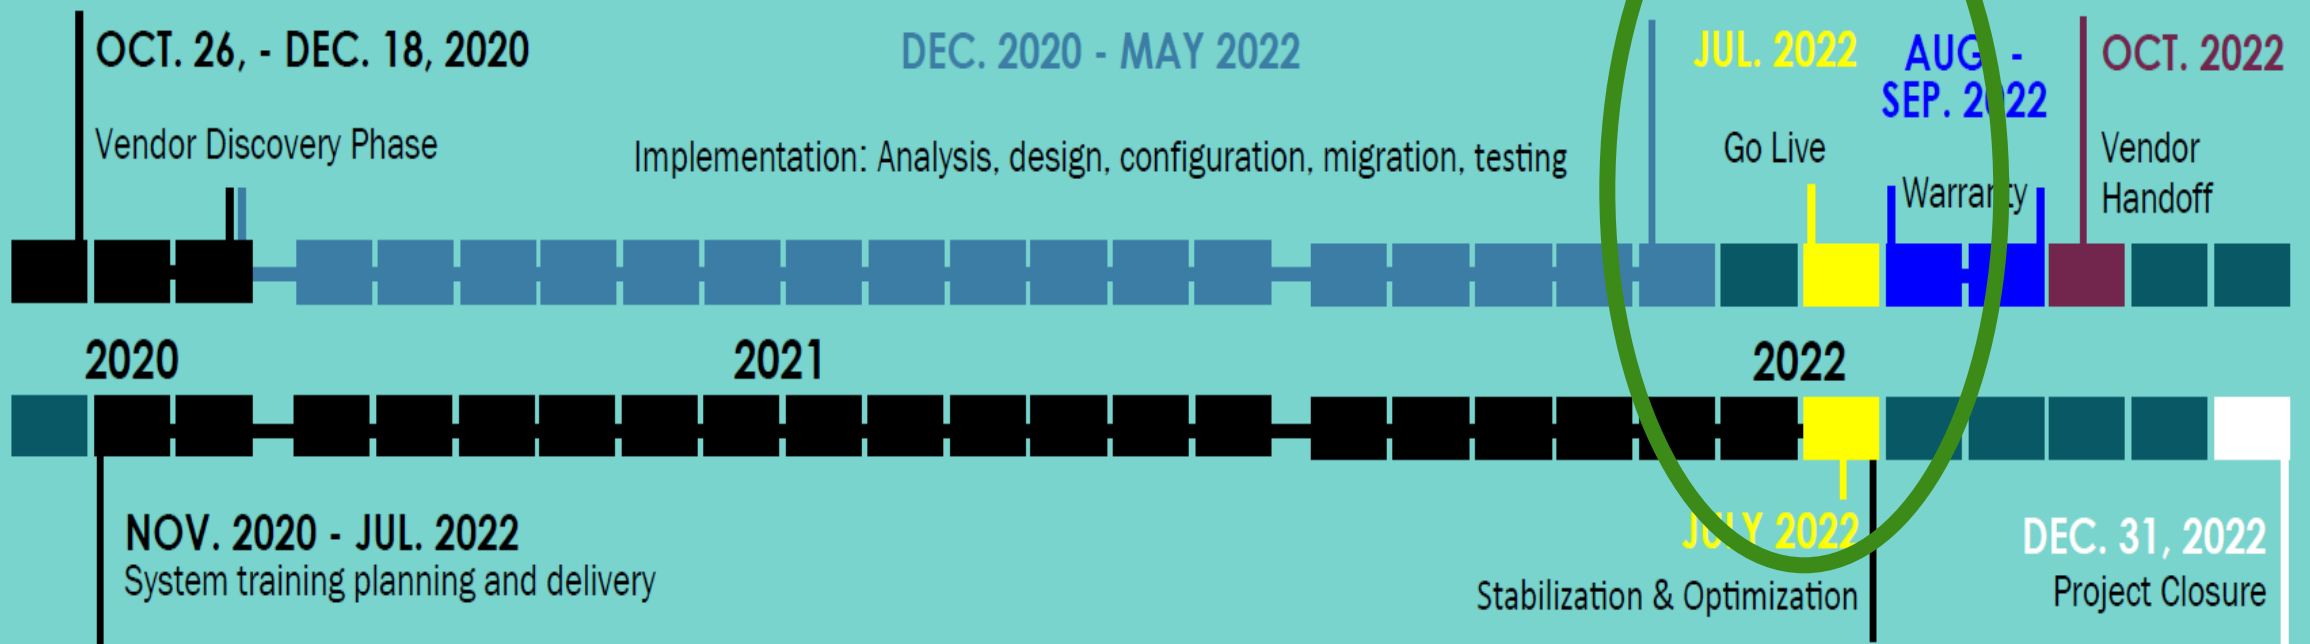 OCT. 26, - DEC. 18, 2020
Vendor Discovery Phase
DEC. 2020 - MAY 2022
Implementation: Analysis, design, configuration, migration, testing
JUL. 2022
Go Live
AUG. -
SEP. 2022
Warranty
OCT. 2022
Vendor
Handoff
2020
2021
2022
NOV. 2020 - JUL. 2022
System training planning and delivery
JULY 2022
Stabilization & Optimization
DEC. 31, 2022
Project Closure